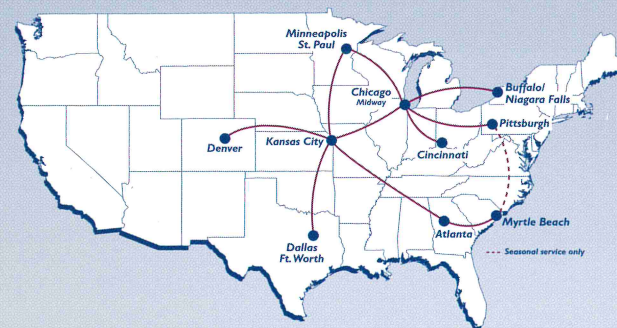 Minneapolis
St. Paul
Chicago
Midway
Buffalo/
Niagara Falls
Pittsburgh
Denver
Kansas City
Cincinnati
Dallas
Ft. Worth
Atlanta
Myrtle Beach
Seasonal service only